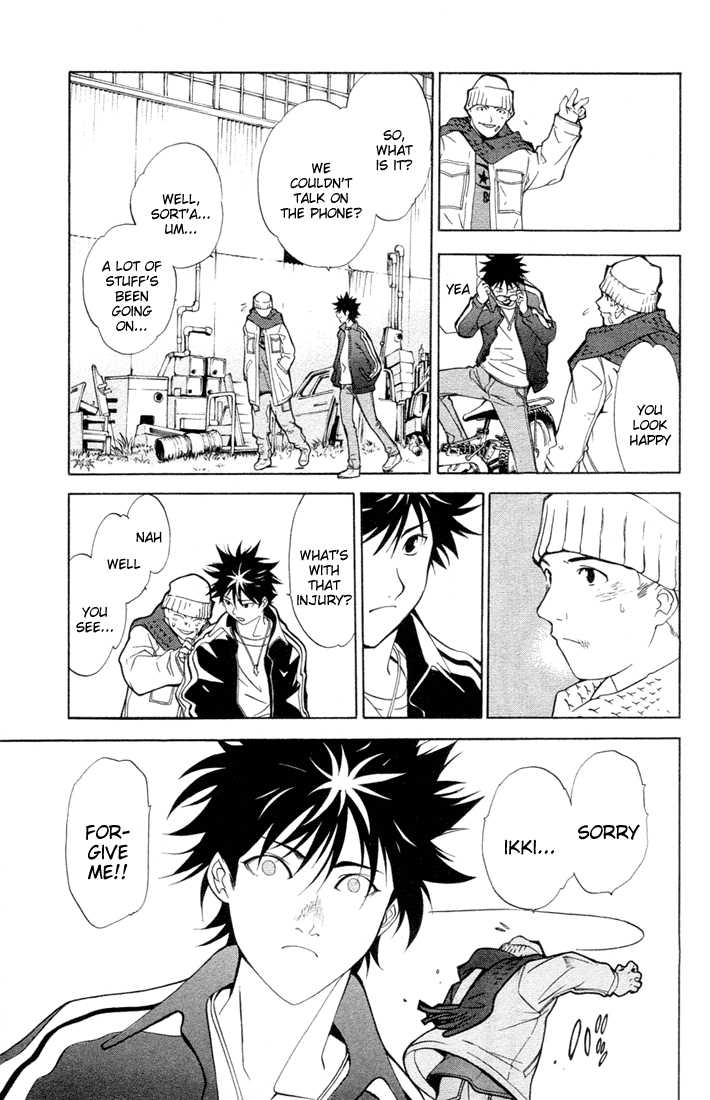 YOU
LOOK
HAPPY
YEA
SO,
WHAT
IS IT?
WE
COULDN'T
TALK ON
THE PHONE?
WELL,
SORT'A...
UM...
A LOT OF
STUFF'S
BEEN
GOING
ON...
WHAT'S
WITH
THAT
INJURY?
NAH
WELL
YOU
SEE...
SORRY
IKKI...
FOR-
GIVE
ME!!